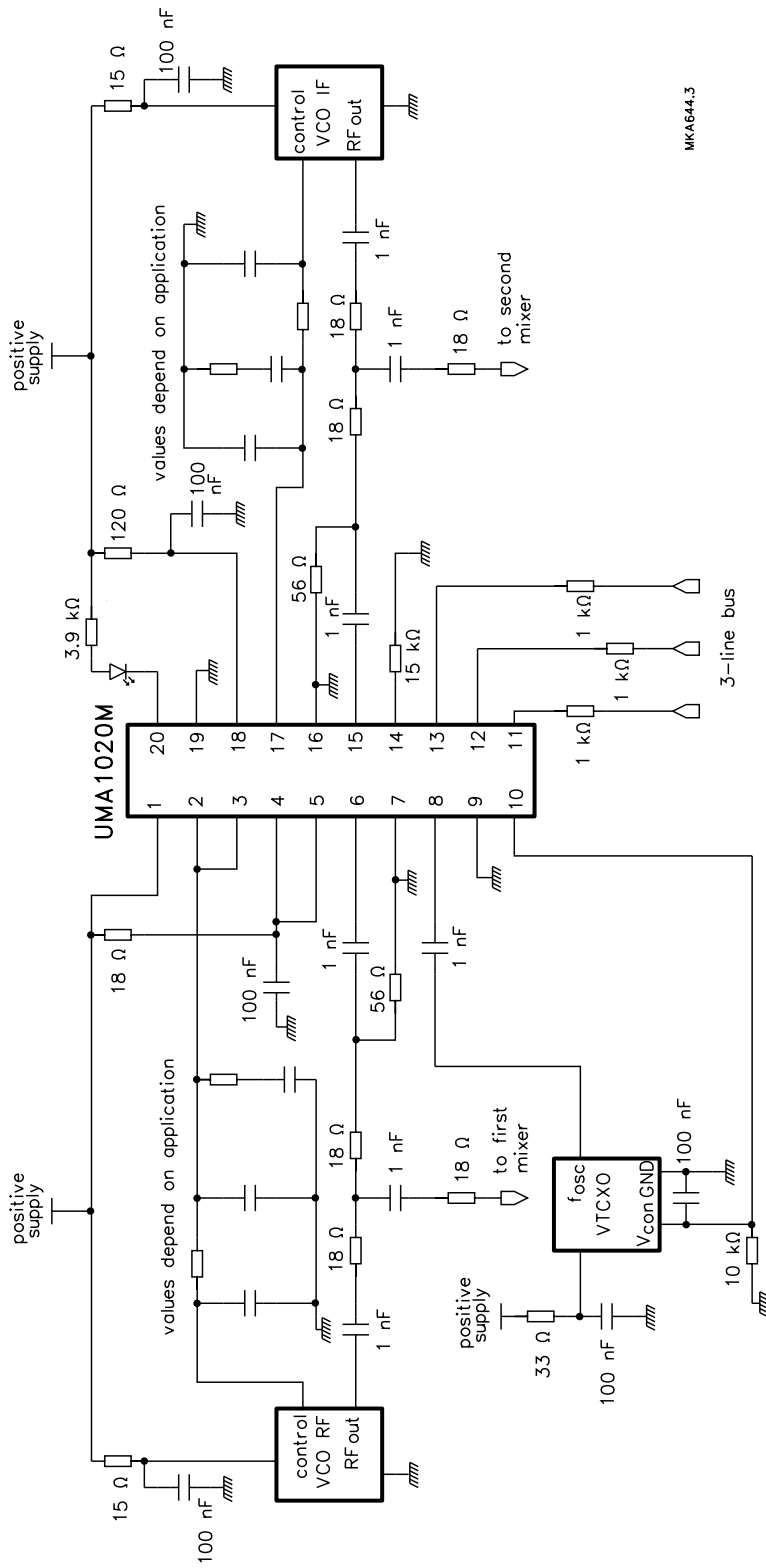 positive
supply
15 Ω
100 nF
control
VCO RF
RF out
values depend on application
18 Ω
100 nF
1 nF
18 Ω
18 Ω
1 nF
18 Ω
to first
mixer
56 Ω
1 nF
1 nF
positive
supply
33 Ω
100 nF
fosc
VTCXO
Vcon GND
100 nF
10 kΩ
UMA1020M
1
2
3
4
5
6
7
8
9
10
20
19
18
17
16
15
14
13
12
11
3.9 kΩ
120 Ω
100
nF
positive
supply
15 Ω
100 nF
values depend on application
control
VCO IF
RF out
56 Ω
1 nF
18 Ω
18 Ω
1 nF
1 nF
18 Ω
to second
mixer
15 kΩ
1 kΩ
1 kΩ
1 kΩ
3-line bus
MKA644.3